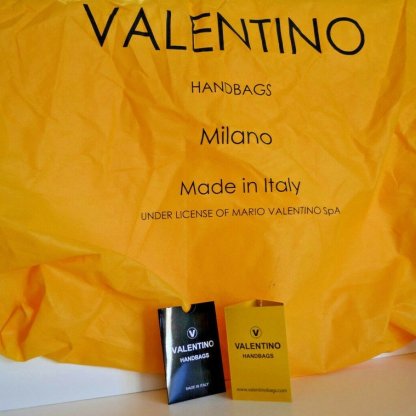 VALENTINO
HANDBAGS
Milano
Made in Italy
UNDER LICENSE OF MARIO VALENTINO SpA
V
VALENTINO
HANDBAGS
MADE IN ITALY
V
VALENTINO
HANDBAGS
www.valentinobags.com